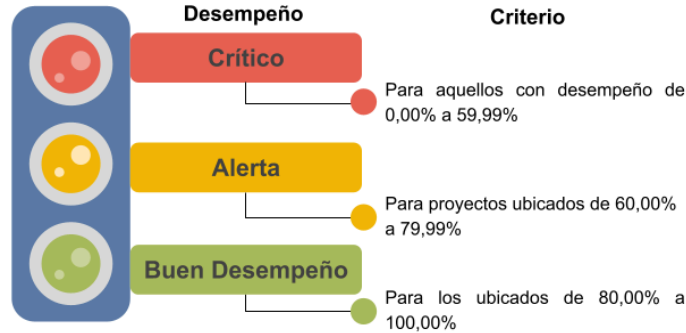 Desempeño
Criterio
Crítico
Para aquellos con desempeño de
0,00% a 59,99%
Alerta
Para proyectos ubicados de 60,00%
a 79,99%
Buen Desempeño
Para los ubicados de 80,00% a
100,00%